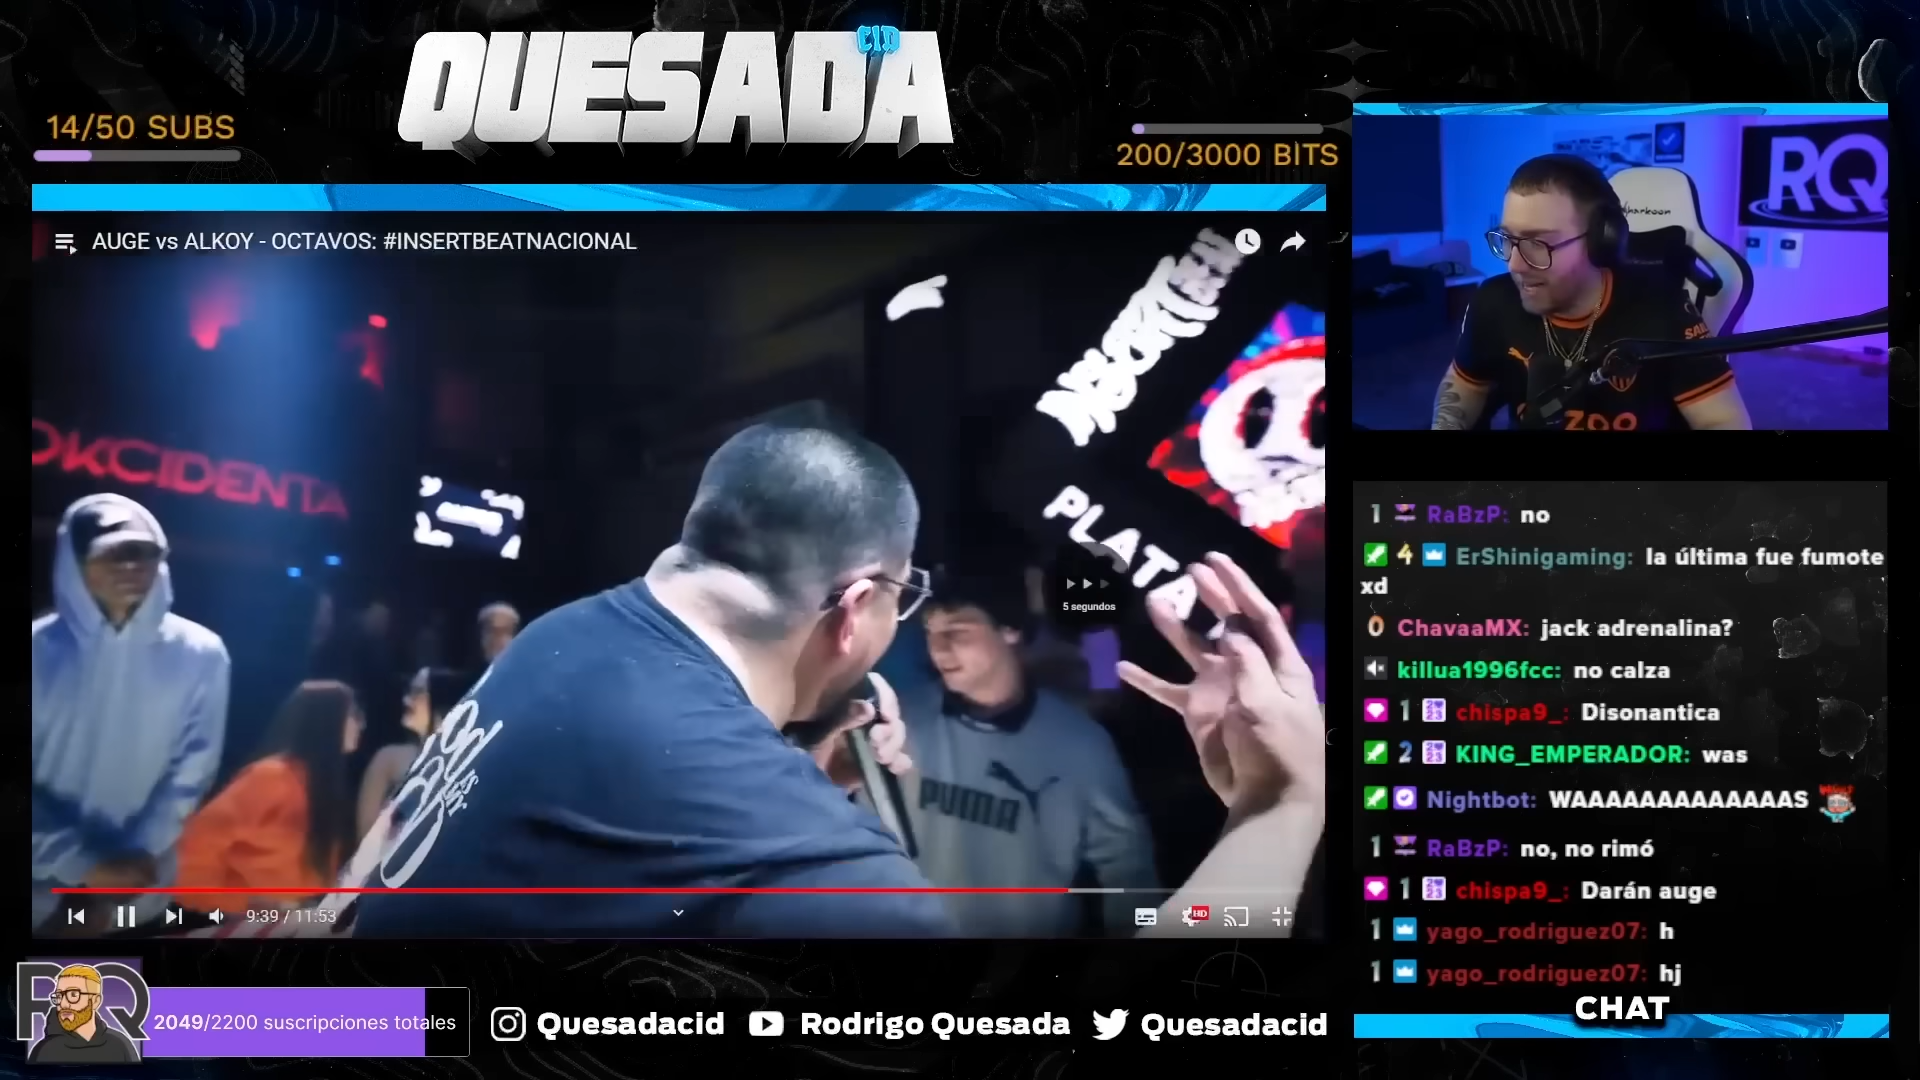 QUESADA
CID
14/50 SUBS
200/3000 BITS
AUGE vs ALKOY - OCTAVOS: #INSERTBEATNACIONAL
RQ
OKCIDENTA
PLATA
5 segundos
PUMA
ZOO
9:39 / 11:53
HD
1 RaBzP: no
4 ErShinigaming: la última fue fumote
xd
0 ChavaaMX: jack adrenalina?
killua1996fcc: no calza
1 chispa9_: Disonantica
2 KING_EMPERADOR: was
Nightbot: WAAAAAAAAAAAAAS
1 RaBzP: no, no rimó
1 chispa9_: Darán auge
1 yago_rodriguez07: h
1 yago_rodriguez07: hj
CHAT
RQ
2049/2200 suscripciones totales
Quesadacid
Rodrigo Quesada
Quesadacid